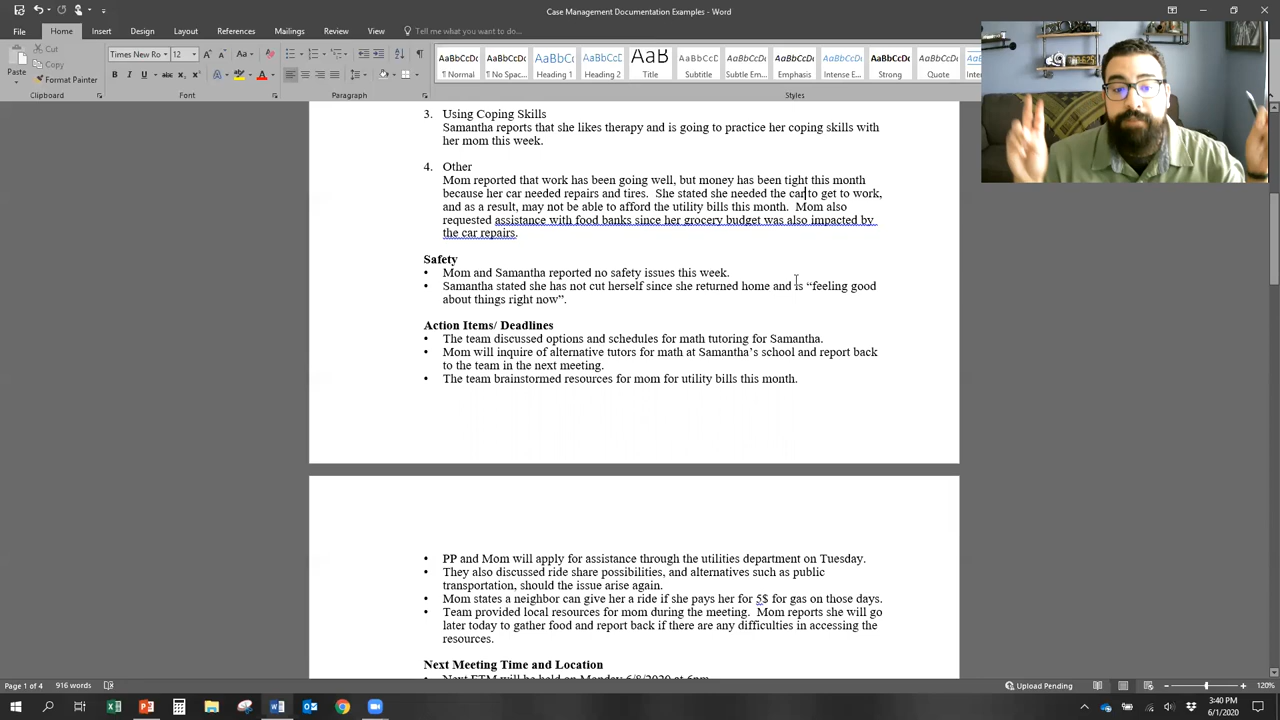 Case Management Documentation Examples - Word
File Home Insert Design Layout References Mailings Review View Tell me what you want to do...
Cut
Copy
Format Painter
Paste
Clipboard
Times New Ro 12
Font
Paragraph
¶ Normal ¶ No Spac... Heading 1 Heading 2 Title Subtitle Subtle Em... Emphasis Intense E... Strong Quote
Styles
3. Using Coping Skills
Samantha reports that she likes therapy and is going to practice her coping skills with
her mom this week.
4. Other
Mom reported that work has been going well, but money has been tight this month
because her car needed repairs and tires. She stated she needed the car to get to work,
and as a result, may not be able to afford the utility bills this month. Mom also
requested assistance with food banks since her grocery budget was also impacted by
the car repairs.
Safety
• Mom and Samantha reported no safety issues this week.
• Samantha stated she has not cut herself since she returned home and is “feeling good
about things right now”.
Action Items/ Deadlines
• The team discussed options and schedules for math tutoring for Samantha.
• Mom will inquire of alternative tutors for math at Samantha’s school and report back
to the team in the next meeting.
• The team brainstormed resources for mom for utility bills this month.
• PP and Mom will apply for assistance through the utilities department on Tuesday.
• They also discussed ride share possibilities, and alternatives such as public
transportation, should the issue arise again.
• Mom states a neighbor can give her a ride if she pays her for 5$ for gas on those days.
• Team provided local resources for mom during the meeting. Mom reports she will go
later today to gather food and report back if there are any difficulties in accessing the
resources.
Next Meeting Time and Location
• Next FTM will be held on Monday 6/8/2020 at 6pm
Page 1 of 4 916 words
Upload Pending
120%
3:40 PM
6/1/2020